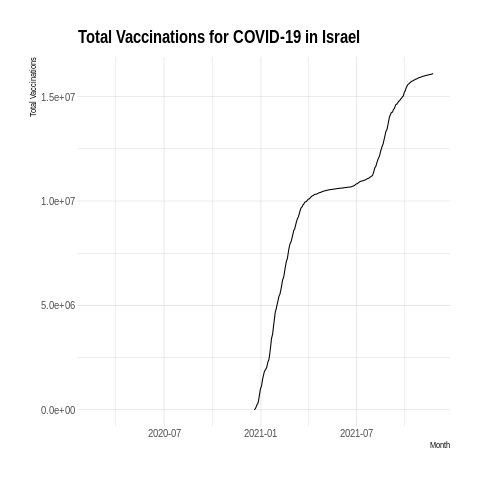 Total Vaccinations for COVID-19 in Israel
Total Vaccinations
1.5e+07
1.0e+07
5.0e+06
0.0e+00
2020-07 2021-01 2021-07
Month